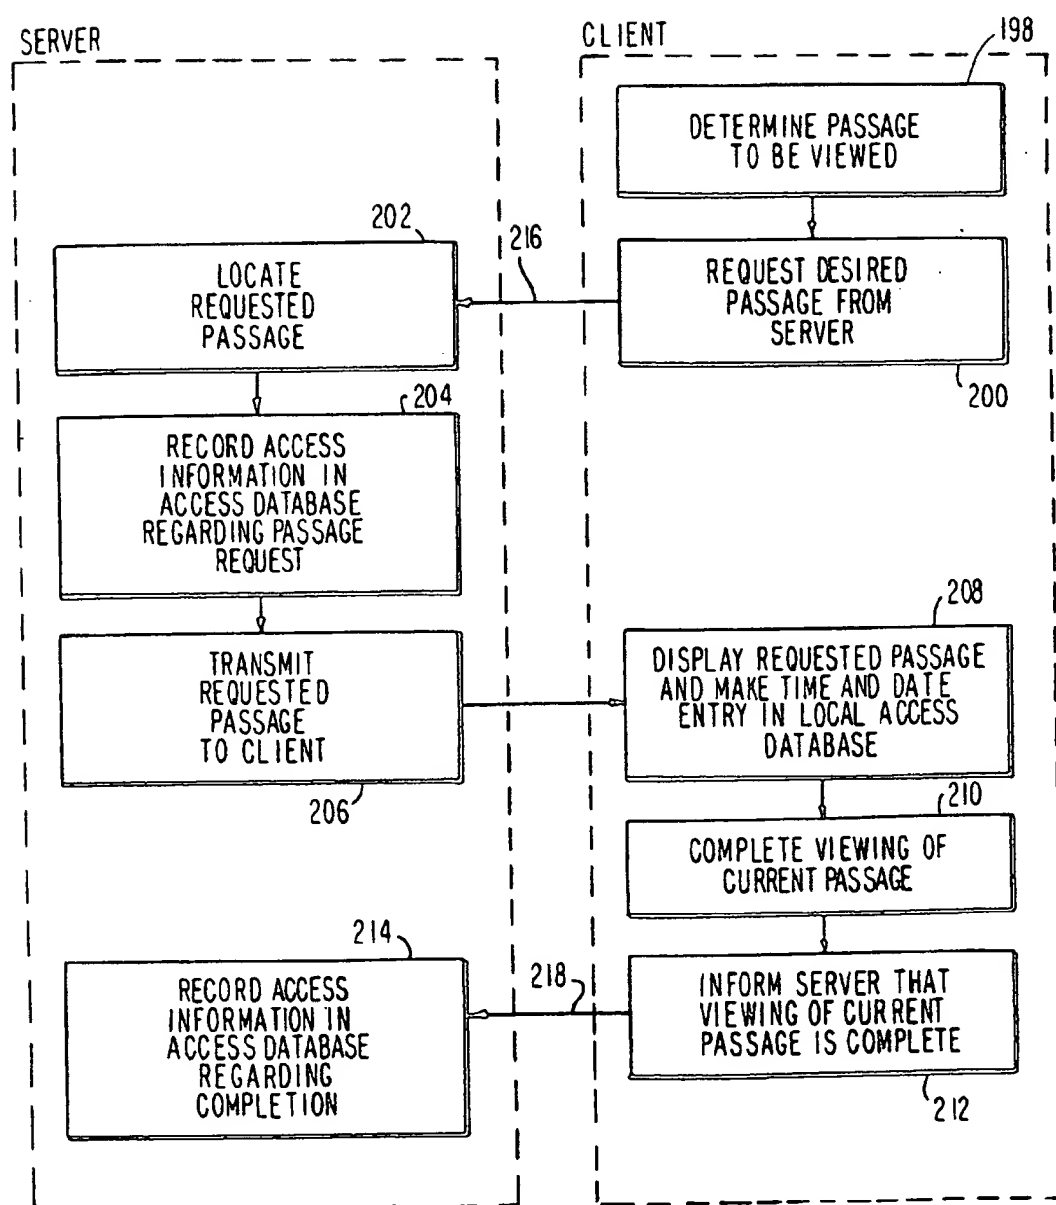 SERVER
CLIENT
198
DETERMINE PASSAGE
TO BE VIEWED
202
216
LOCATE
REQUESTED
PASSAGE
REQUEST DESIRED
PASSAGE FROM
SERVER
200
204
RECORD ACCESS
INFORMATION IN
ACCESS DATABASE
REGARDING PASSAGE
REQUEST
208
TRANSMIT
REQUESTED
PASSAGE
TO CLIENT
206
DISPLAY REQUESTED PASSAGE
AND MAKE TIME AND DATE
ENTRY IN LOCAL ACCESS
DATABASE
210
COMPLETE VIEWING OF
CURRENT PASSAGE
214
218
RECORD ACCESS
INFORMATION IN
ACCESS DATABASE
REGARDING
COMPLETION
INFORM SERVER THAT
VIEWING OF CURRENT
PASSAGE IS COMPLETE
212